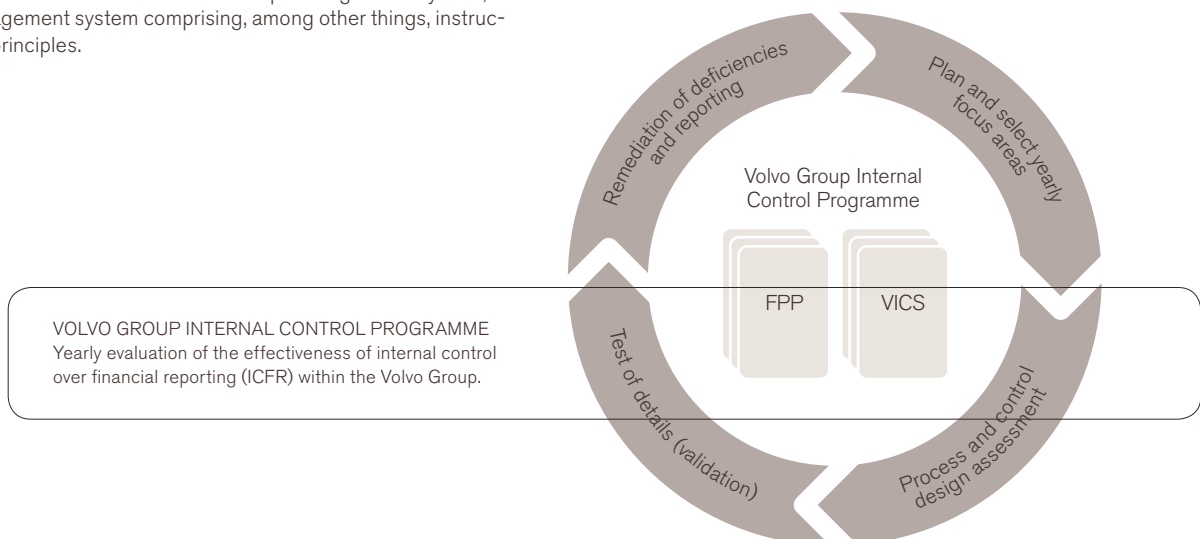 agement system comprising, among other things, instruc-
rinciples.
Remediation of deficiencies
and reporting
Plan and select yearly
focus areas
Volvo Group Internal
Control Programme
FPP
VICS
VOLVO GROUP INTERNAL CONTROL PROGRAMME
Yearly evaluation of the effectiveness of internal control
over financial reporting (ICFR) within the Volvo Group.
Test of details (validation)
Process and control
design assessment